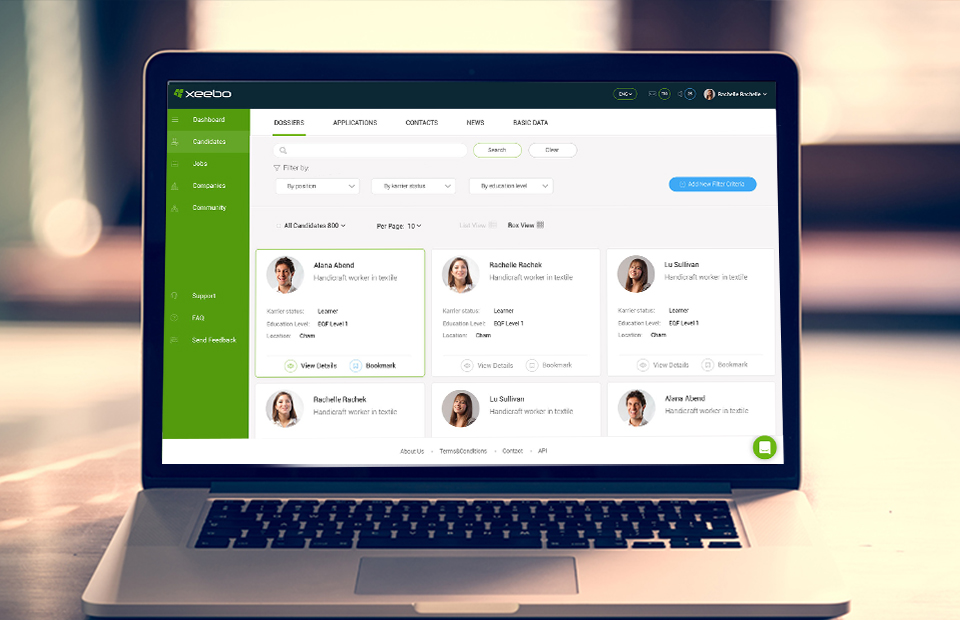 xeebo
ENG
Rachelle Rachelle
Dashboard
Candidates
Jobs
Companies
Community
Support
FAQ
Send Feedback
DOSSIERS APPLICATIONS CONTACTS NEWS BASIC DATA
Search Clear
Filter by:
By position By karrier status By education level Add New Filter Criteria
All Candidates 800 Per Page: 10 List View Box View
Alana Abend
Handicraft worker in textile
Karrier status: Learner
Education Level: EQF Level 1
Location: Cham
View Details Bookmark
Rachelle Rachek
Handicraft worker in textile
Karrier status: Learner
Education Level: EQF Level 1
Location: Cham
View Details Bookmark
Lu Sullivan
Handicraft worker in textile
Karrier status: Learner
Education Level: EQF Level 1
Location: Cham
View Details Bookmark
Rachelle Rachek
Handicraft worker in textile
Lu Sullivan
Handicraft worker in textile
Alana Abend
Handicraft worker in textile
About Us Terms&Conditions Contact API